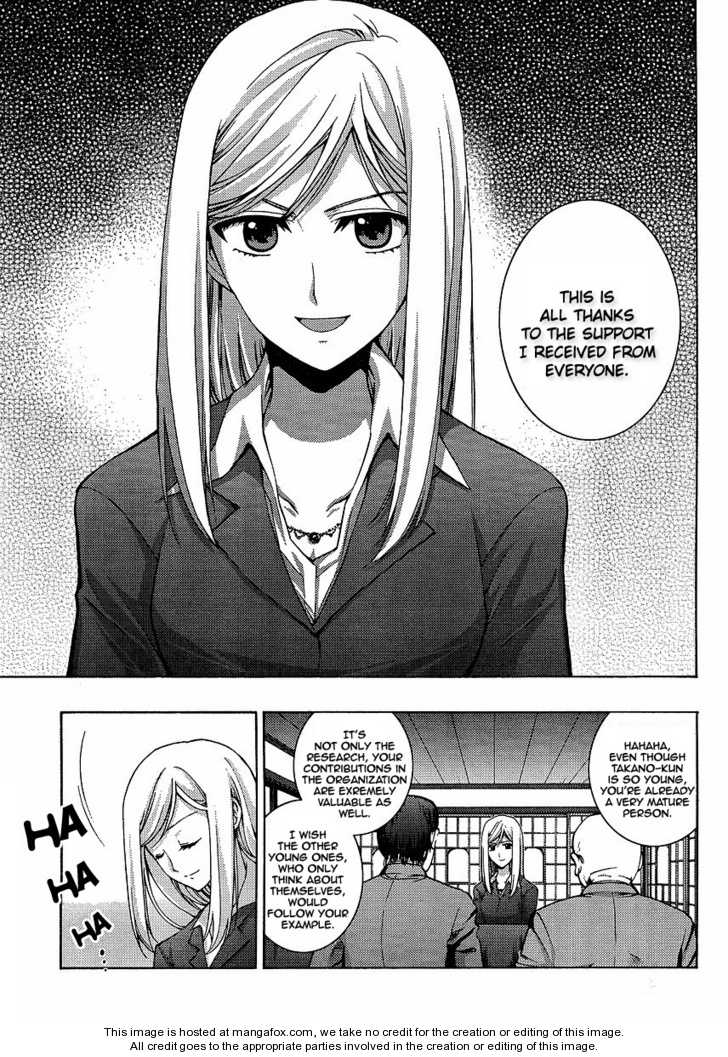 THIS IS
ALL THANKS
TO THE SUPPORT
I RECEIVED FROM
EVERYONE.
HAHAHA,
EVEN THOUGH
TAKANO-KUN
IS SO YOUNG,
YOU'RE ALREADY
A VERY MATURE
PERSON.
IT'S
NOT ONLY THE
RESEARCH, YOUR
CONTRIBUTIONS IN
THE ORGANIZATION
ARE EXREMELY
VALUABLE AS
WELL.
I WISH
THE OTHER
YOUNG ONES,
WHO ONLY
THINK ABOUT
THEMSELVES,
WOULD
FOLLOW YOUR
EXAMPLE.
HA
HA
HA...
This image is hosted at mangafox.com, we take no credit for the creation or editing of this image.
All credit goes to the appropriate parties involved in the creation or editing of this image.